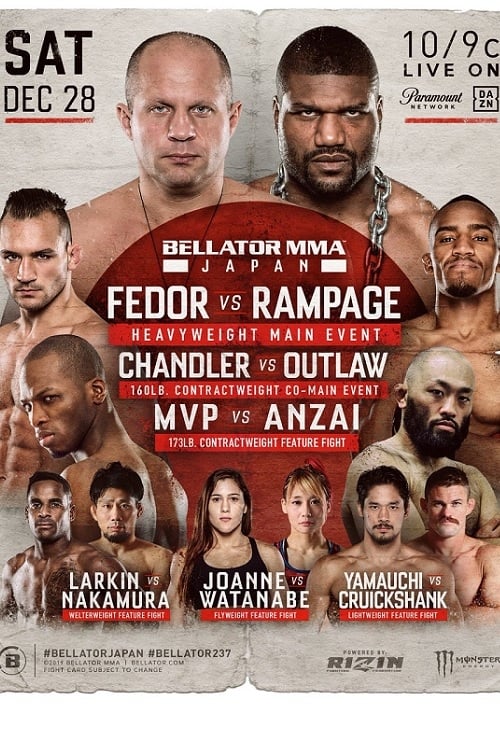 SAT
DEC 28
10/9c
LIVE ON
Paramount
NETWORK
DAZN
BELLATOR MMA
JAPAN
FEDOR VS RAMPAGE
HEAVYWEIGHT MAIN EVENT
CHANDLER VS OUTLAW
160LB. CONTRACTWEIGHT CO-MAIN EVENT
MVP VS ANZAI
173LB. CONTRACTWEIGHT FEATURE FIGHT
LARKIN VS
NAKAMURA
WELTERWEIGHT FEATURE FIGHT
JOANNE VS
WATANABE
FLYWEIGHT FEATURE FIGHT
YAMAUCHI VS
CRUICKSHANK
LIGHTWEIGHT FEATURE FIGHT
B
#BELLATORJAPAN #BELLATOR237
©2019 BELLATOR MMA | BELLATOR.COM
FIGHT CARD SUBJECT TO CHANGE
POWERED BY:
RIZIN
FIGHTING FEDERATION
MONSTER
ENERGY